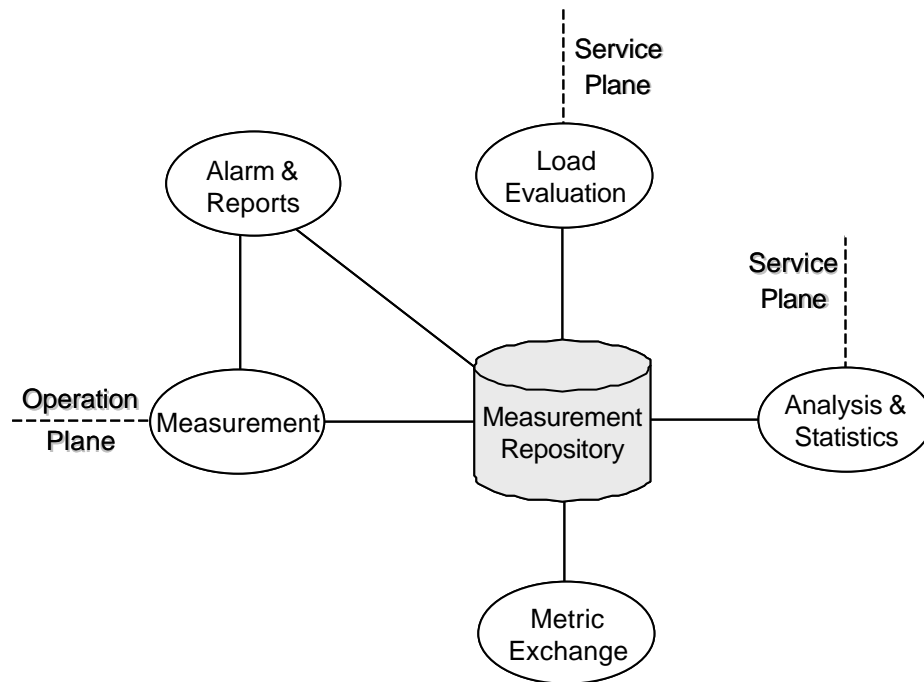 Service
Plane
Load
Evaluation
Alarm &
Reports
Service
Plane
Operation
Plane
Measurement
Measurement
Repository
Analysis &
Statistics
Metric
Exchange